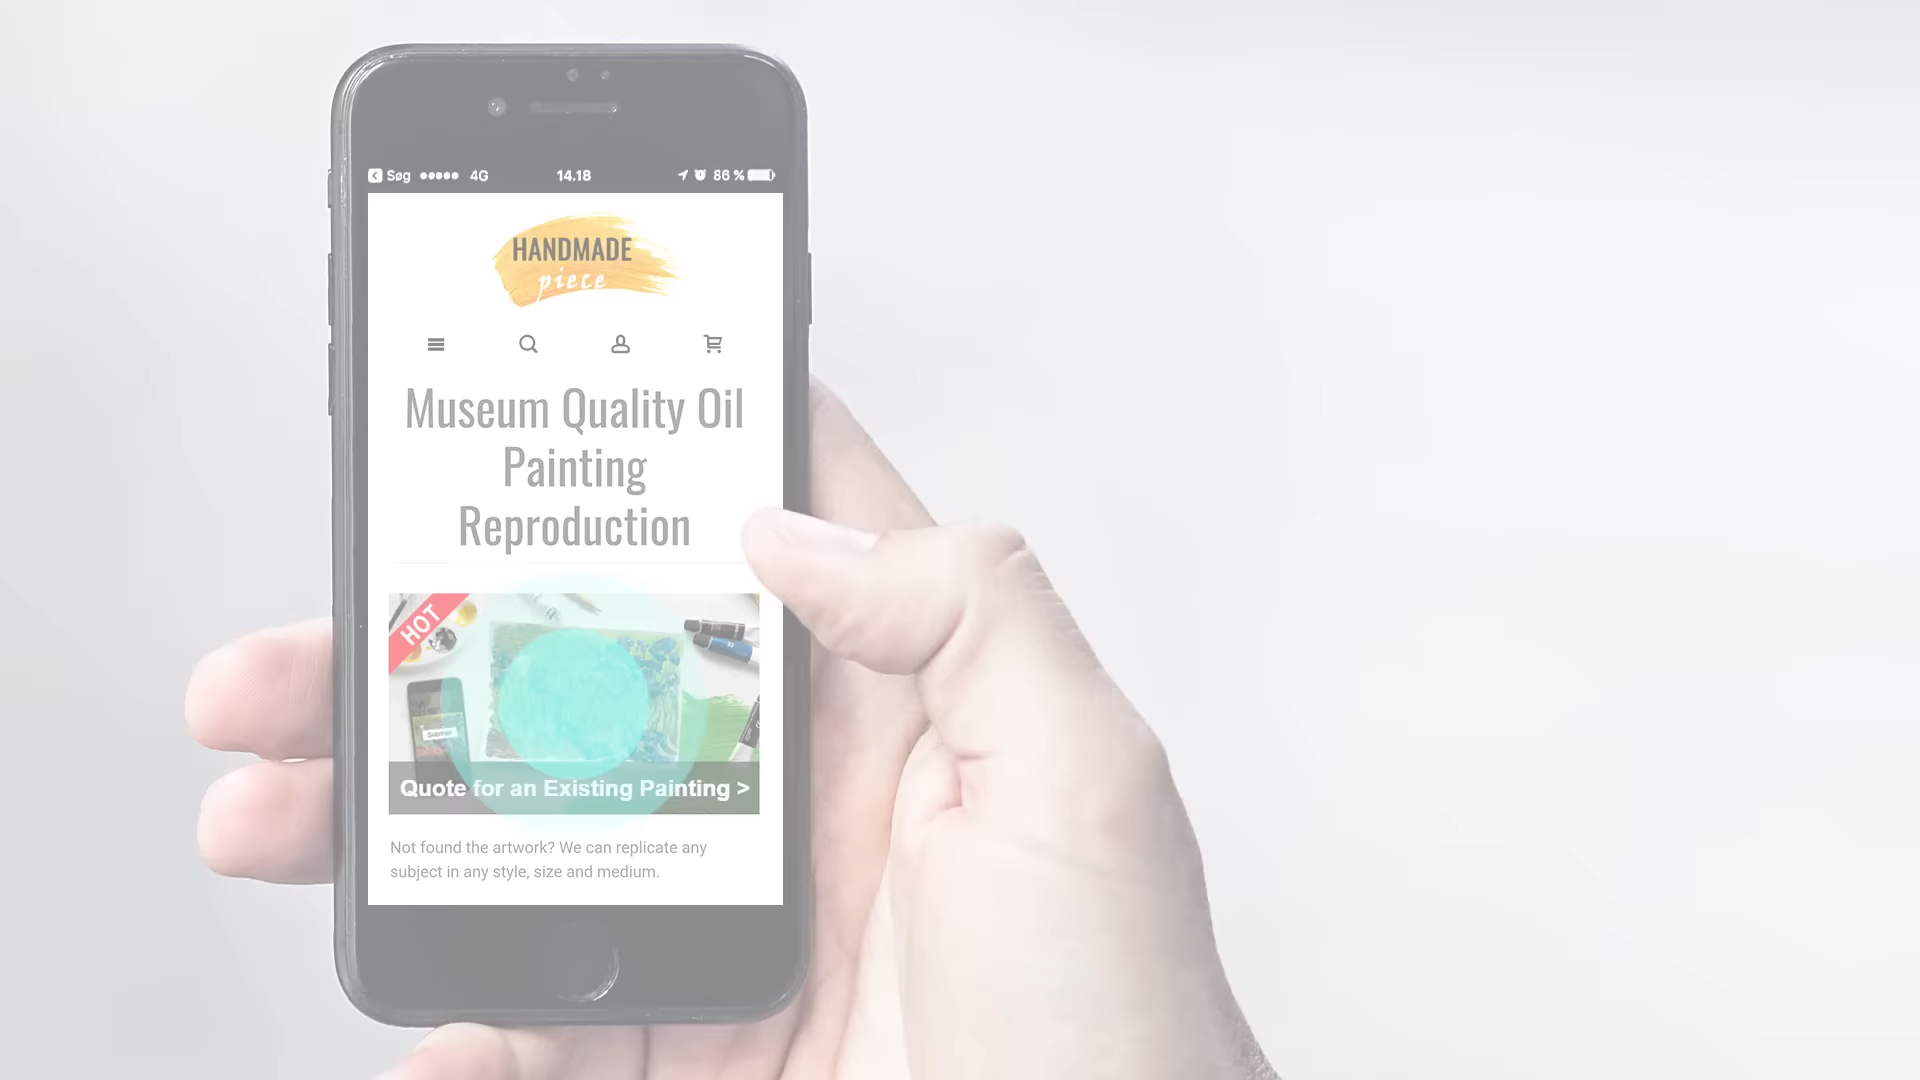 Søg 4G 14.18 86 %
HANDMADE
piece
Museum Quality Oil
Painting
Reproduction
HOT
Submit
Quote for an Existing Painting >
Not found the artwork? We can replicate any
subject in any style, size and medium.